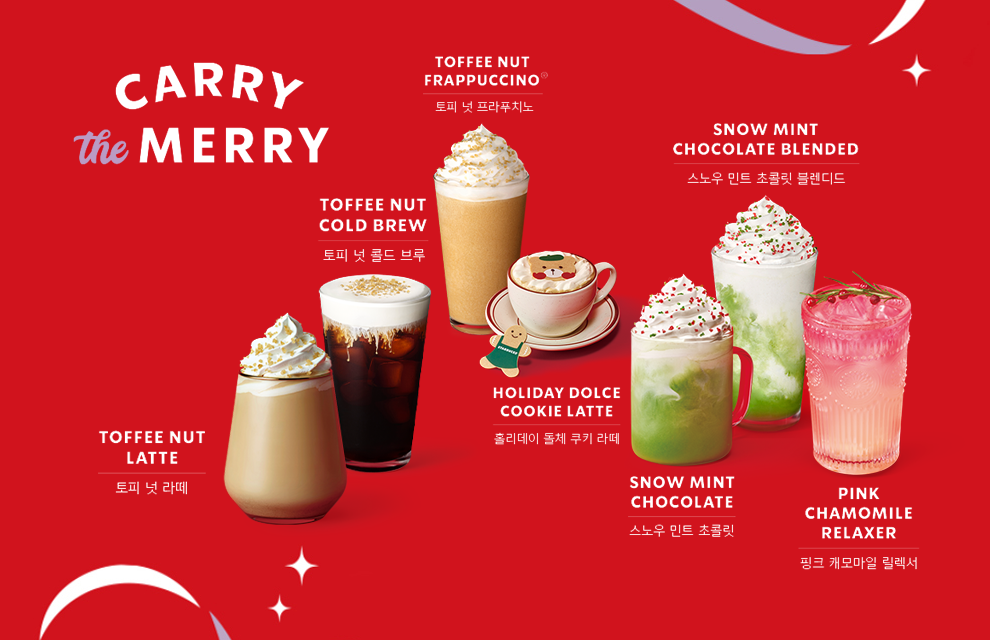 CARRY
the MERRY
TOFFEE NUT
FRAPPUCCINO®
토피 넛 프라푸치노
SNOW MINT
CHOCOLATE BLENDED
스노우 민트 초콜릿 블렌디드
TOFFEE NUT
COLD BREW
토피 넛 콜드 브루
STARBUCKS
HOLIDAY DOLCE
COOKIE LATTE
홀리데이 돌체 쿠키 라떼
TOFFEE NUT
LATTE
토피 넛 라떼
SNOW MINT
CHOCOLATE
스노우 민트 초콜릿
PINK
CHAMOMILE
RELAXER
핑크 캐모마일 릴렉서